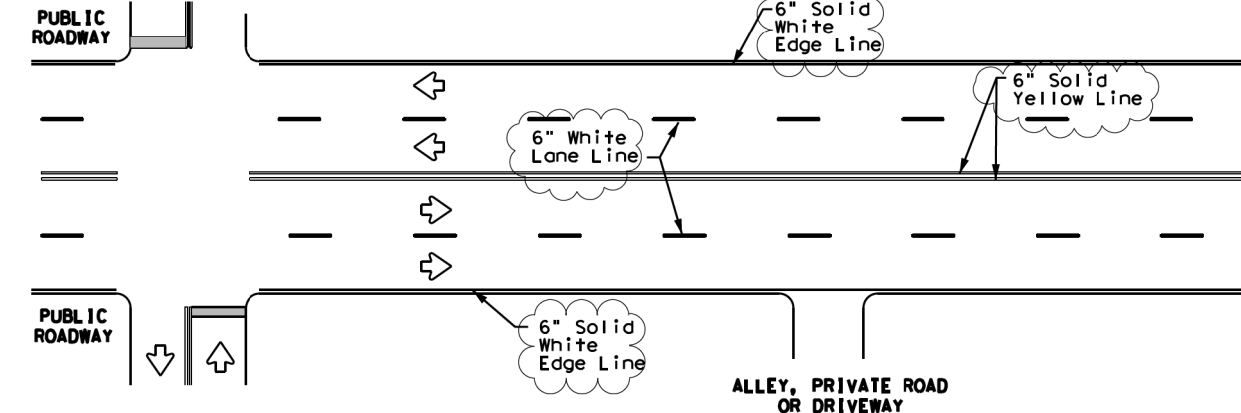 PUBLIC
ROADWAY
6" Solid
White
Edge Line
6" Solid
Yellow Line
6" White
Lane Line
PUBLIC
ROADWAY
6" Solid
White
Edge Line
ALLEY, PRIVATE ROAD
OR DRIVEWAY